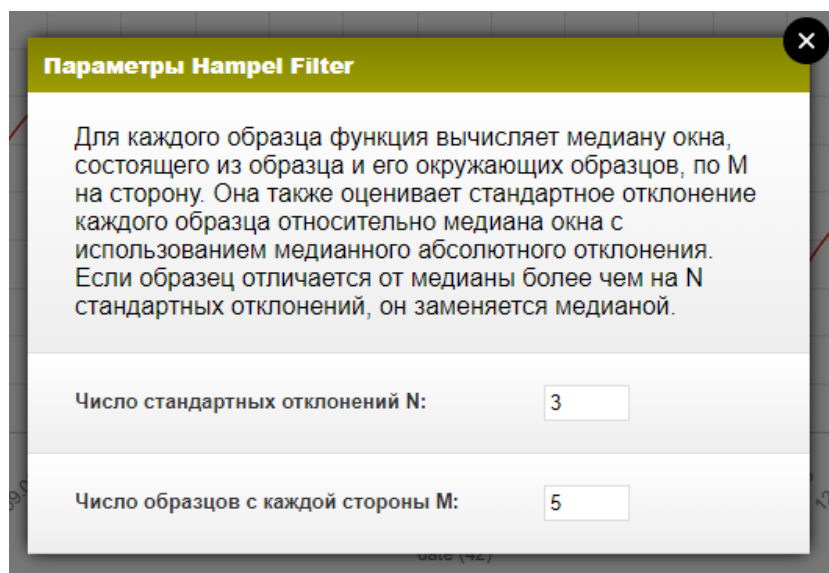 Параметры Hampel Filter
Для каждого образца функция вычисляет медиану окна,
состоящего из образца и его окружающих образцов, по M
на сторону. Она также оценивает стандартное отклонение
каждого образца относительно медиана окна с
использованием медианного абсолютного отклонения.
Если образец отличается от медианы более чем на N
стандартных отклонений, он заменяется медианой.
Число стандартных отклонений N:
3
Число образцов с каждой стороны M:
5